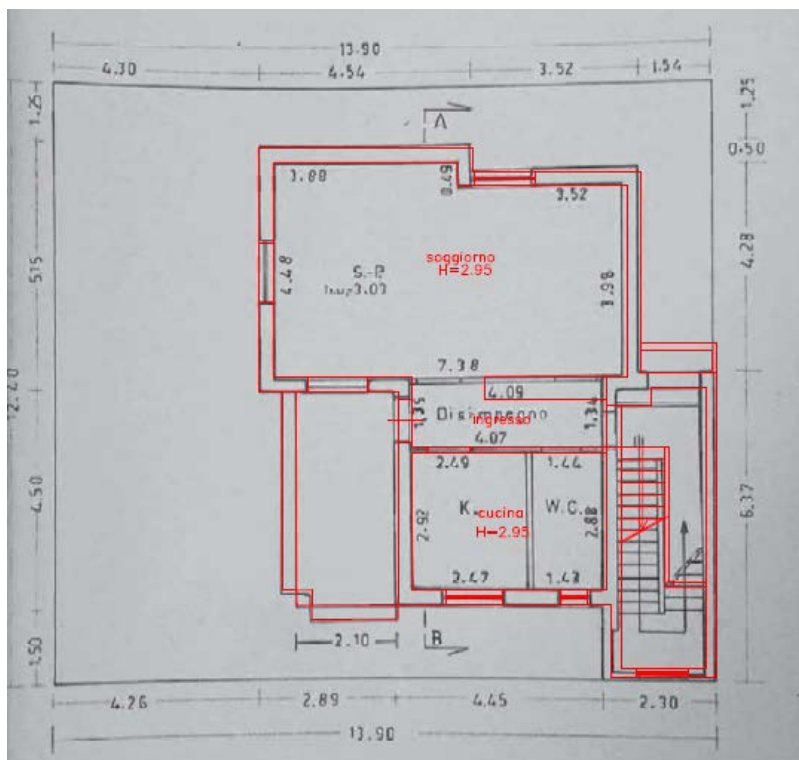 13.90
4.30 4.54 3.52 1.54
1.25 1.25
A
0.50
3.88 0.49 3.52
soggiorno
H=2.95
S.-P.
5.15 4.48 3.98 4.28
7.38
12.40
4.09
1.35 Disimpegno 1.34
ingresso
4.07
2.49 1.44
K. W.C.
cucina
H=2.95
4.50 2.92 2.88 6.37
2.47 1.43
1.50 2.10 B
4.26 2.89 4.45 2.30
13.90